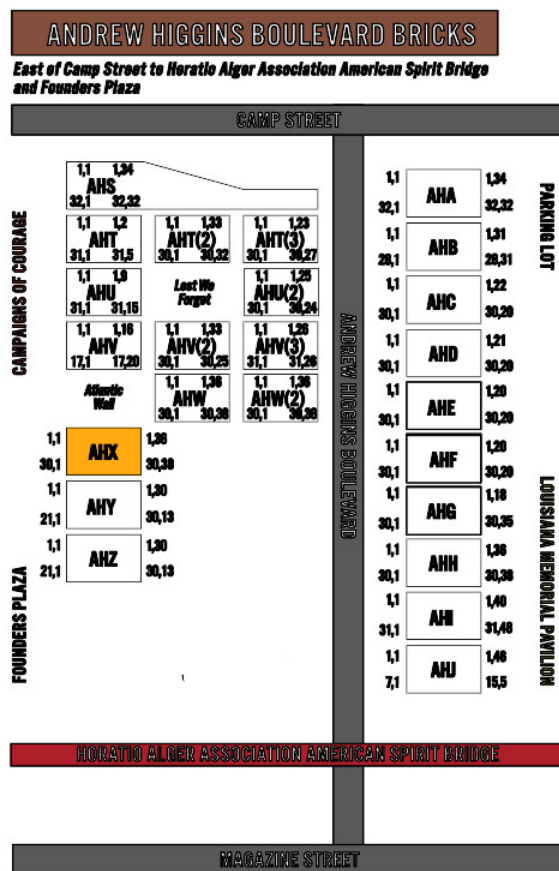 ANDREW HIGGINS BOULEVARD BRICKS
East of Camp Street to Horatio Alger Association American Spirit Bridge
and Founders Plaza
CAMP STREET
CAMPAIGNS OF COURAGE
FOUNDERS PLAZA
1,1 1,34
AHS
32,1 32,32
1,1 1,2
AHT
31,1 31,5
1,1 1,33
AHT(2)
30,1 30,32
1,1 1,23
AHT(3)
30,1 30,27
1,1 1,9
AHU
31,1 31,15
Lest We
Forget
1,1 1,25
AHU(2)
30,1 30,24
1,1 1,16
AHV
17,1 17,20
1,1 1,33
AHV(2)
30,1 30,25
1,1 1,26
AHV(3)
31,1 31,26
Atlantic
Wall
1,1 1,36
AHW
30,1 30,38
1,1 1,36
AHW(2)
30,1 30,38
1,1 1,36
AHX
30,1 30,38
1,1 1,30
AHY
21,1 30,13
1,1 1,30
AHZ
21,1 30,13
ANDREW HIGGINS BOULEVARD
1,1 1,34
AHA
32,1 32,32
1,1 1,31
AHB
28,1 28,31
1,1 1,22
AHC
30,1 30,20
1,1 1,21
AHD
30,1 30,20
1,1 1,20
AHE
30,1 30,20
1,1 1,20
AHF
30,1 30,20
1,1 1,18
AHG
30,1 30,35
1,1 1,36
AHH
30,1 30,38
1,1 1,40
AHI
31,1 31,48
1,1 1,46
AHJ
7,1 15,5
PARKING LOT
LOUISIANA MEMORIAL PAVILION
HORATIO ALGER ASSOCIATION AMERICAN SPIRIT BRIDGE
MAGAZINE STREET